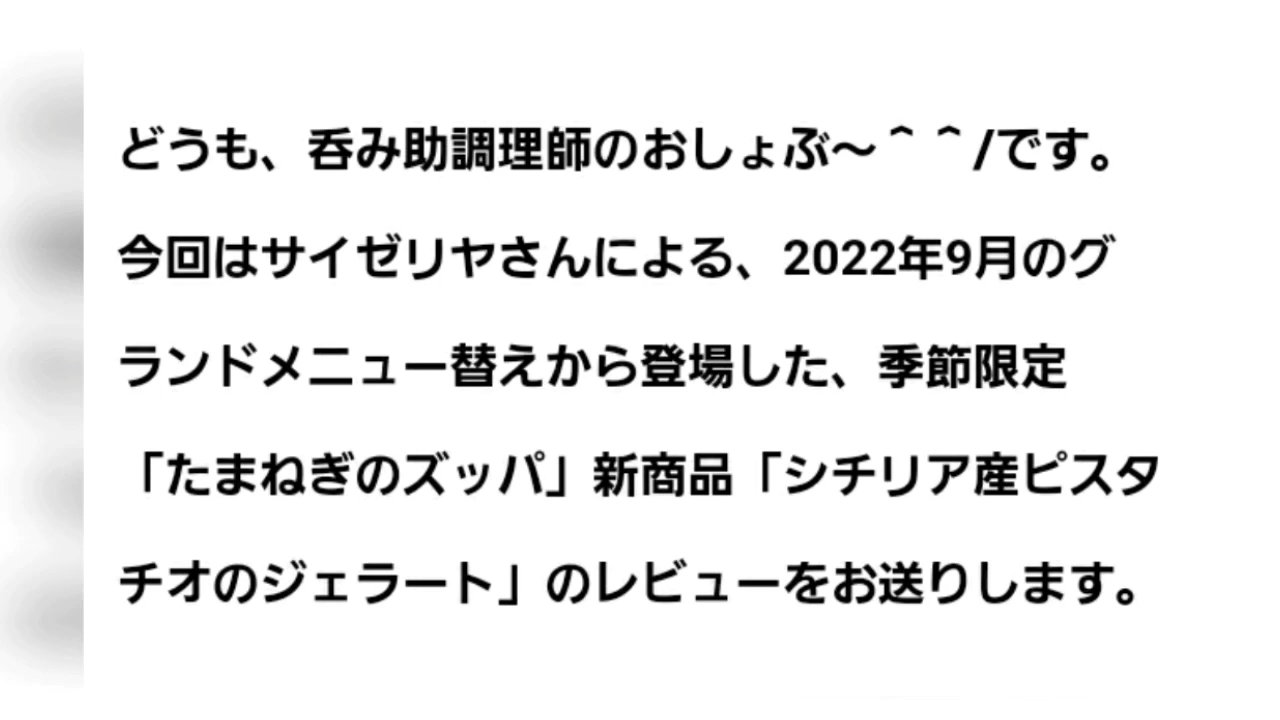 どうも、呑み助調理師のおしょぶ〜＾＾/です。
今回はサイゼリヤさんによる、2022年9月のグ
ランドメニュー替えから登場した、季節限定
「たまねぎのズッパ」新商品「シチリア産ピスタ
チオのジェラート」のレビューをお送りします。